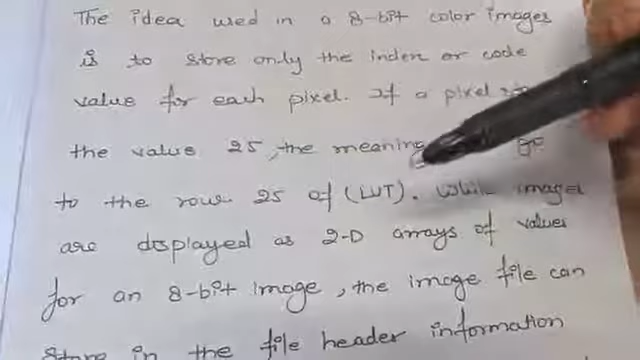 The idea used in a 8-bit color images
is to store only the index or code
value for each pixel. If a pixel
the value 25, the meaning go
to the row 25 of (LUT). While images
are displayed as 2-D arrays of values
for an 8-bit image, the image file can
store in the file header information